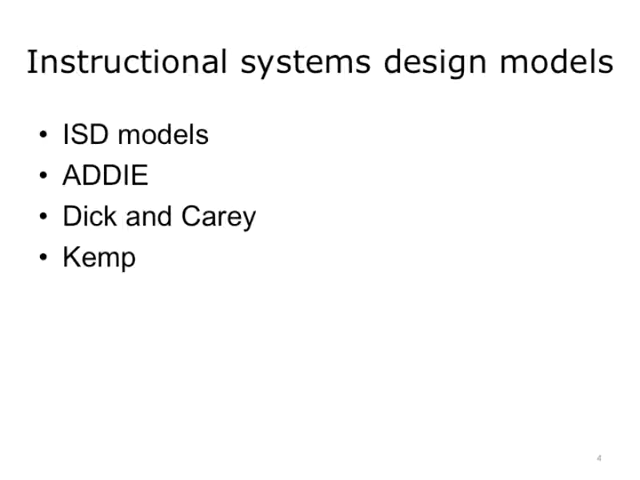 Instructional systems design models
• ISD models
• ADDIE
• Dick and Carey
• Kemp
4